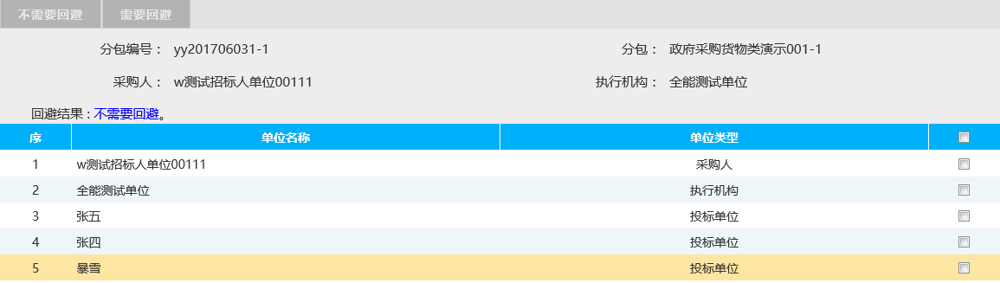 不需要回避 需要回避
分包编号： yy201706031-1 分包： 政府采购货物类演示001-1
采购人： w测试招标人单位00111 执行机构： 全能测试单位
回避结果：不需要回避。
序 单位名称 单位类型
1 w测试招标人单位00111 采购人
2 全能测试单位 执行机构
3 张五 投标单位
4 张四 投标单位
5 暴雪 投标单位